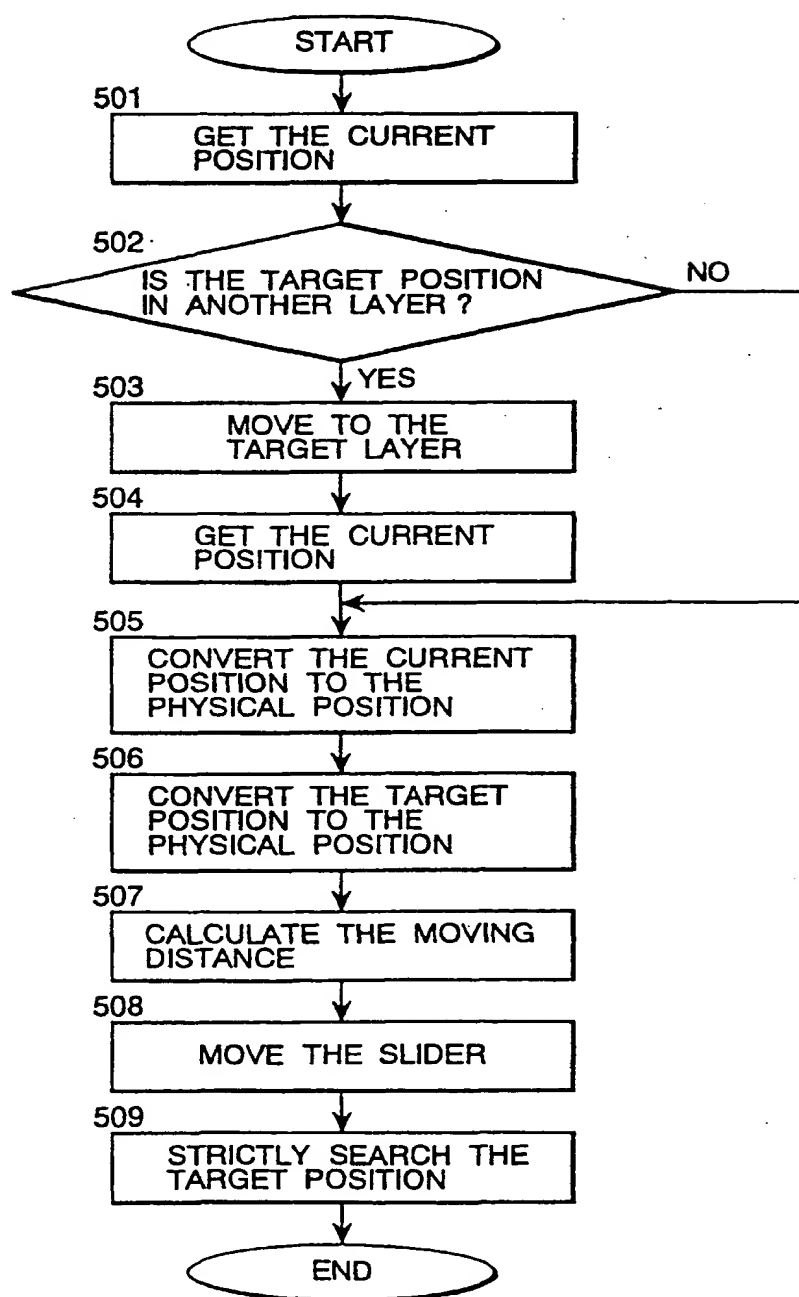 START
501
GET THE CURRENT
POSITION
502
IS THE TARGET POSITION
IN ANOTHER LAYER ?
NO
YES
503
MOVE TO THE
TARGET LAYER
504
GET THE CURRENT
POSITION
505
CONVERT THE CURRENT
POSITION TO THE
PHYSICAL POSITION
506
CONVERT THE TARGET
POSITION TO THE
PHYSICAL POSITION
507
CALCULATE THE MOVING
DISTANCE
508
MOVE THE SLIDER
509
STRICTLY SEARCH THE
TARGET POSITION
END